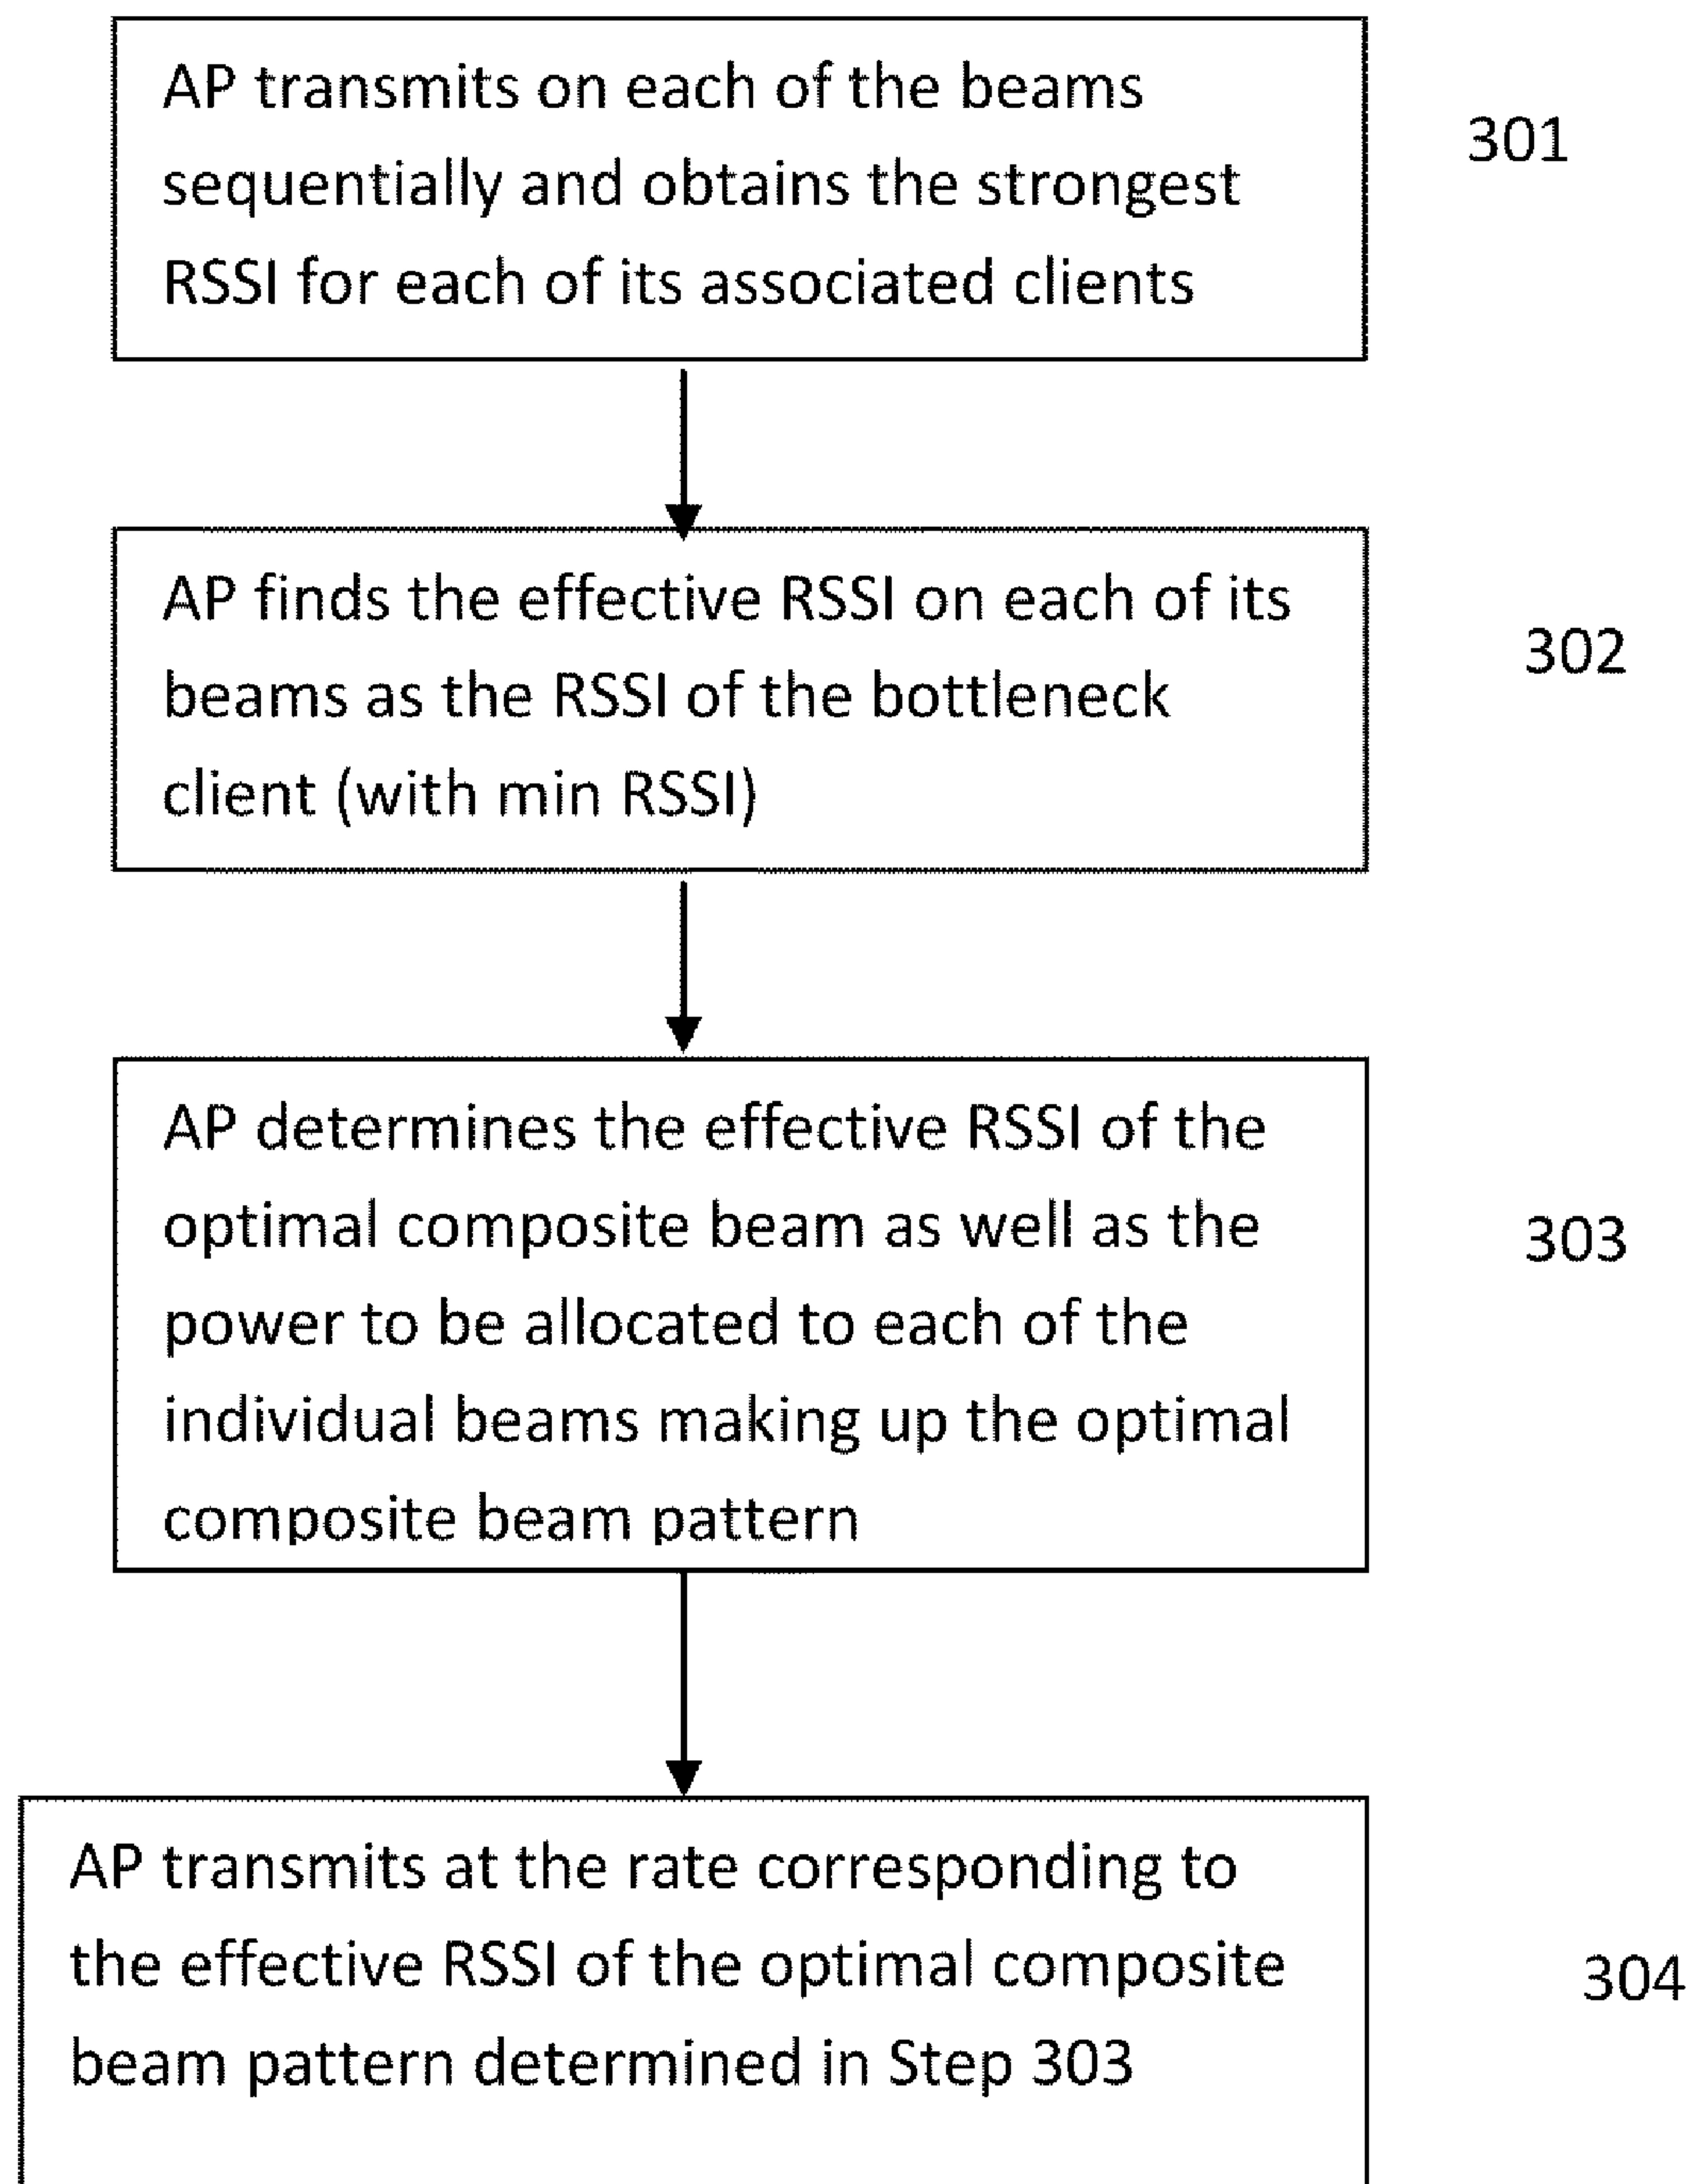 AP transmits on each of the beams
sequentially and obtains the strongest
RSSI for each of its associated clients
301
AP finds the effective RSSI on each of its
beams as the RSSI of the bottleneck
client (with min RSSI)
302
AP determines the effective RSSI of the
optimal composite beam as well as the
power to be allocated to each of the
individual beams making up the optimal
composite beam pattern
303
AP transmits at the rate corresponding to
the effective RSSI of the optimal composite
beam pattern determined in Step 303
304